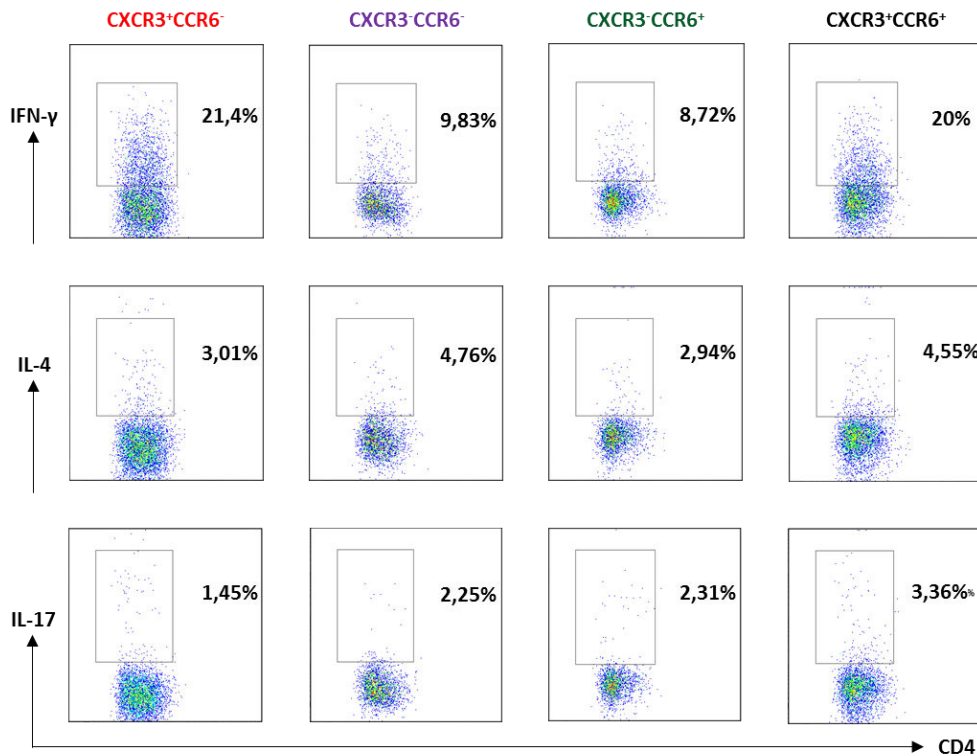 CXCR3⁺CCR6⁻ CXCR3⁻CCR6⁻ CXCR3⁻CCR6⁺ CXCR3⁺CCR6⁺
IFN-γ 21,4% 9,83% 8,72% 20%
IL-4 3,01% 4,76% 2,94% 4,55%
IL-17 1,45% 2,25% 2,31% 3,36%%
CD4